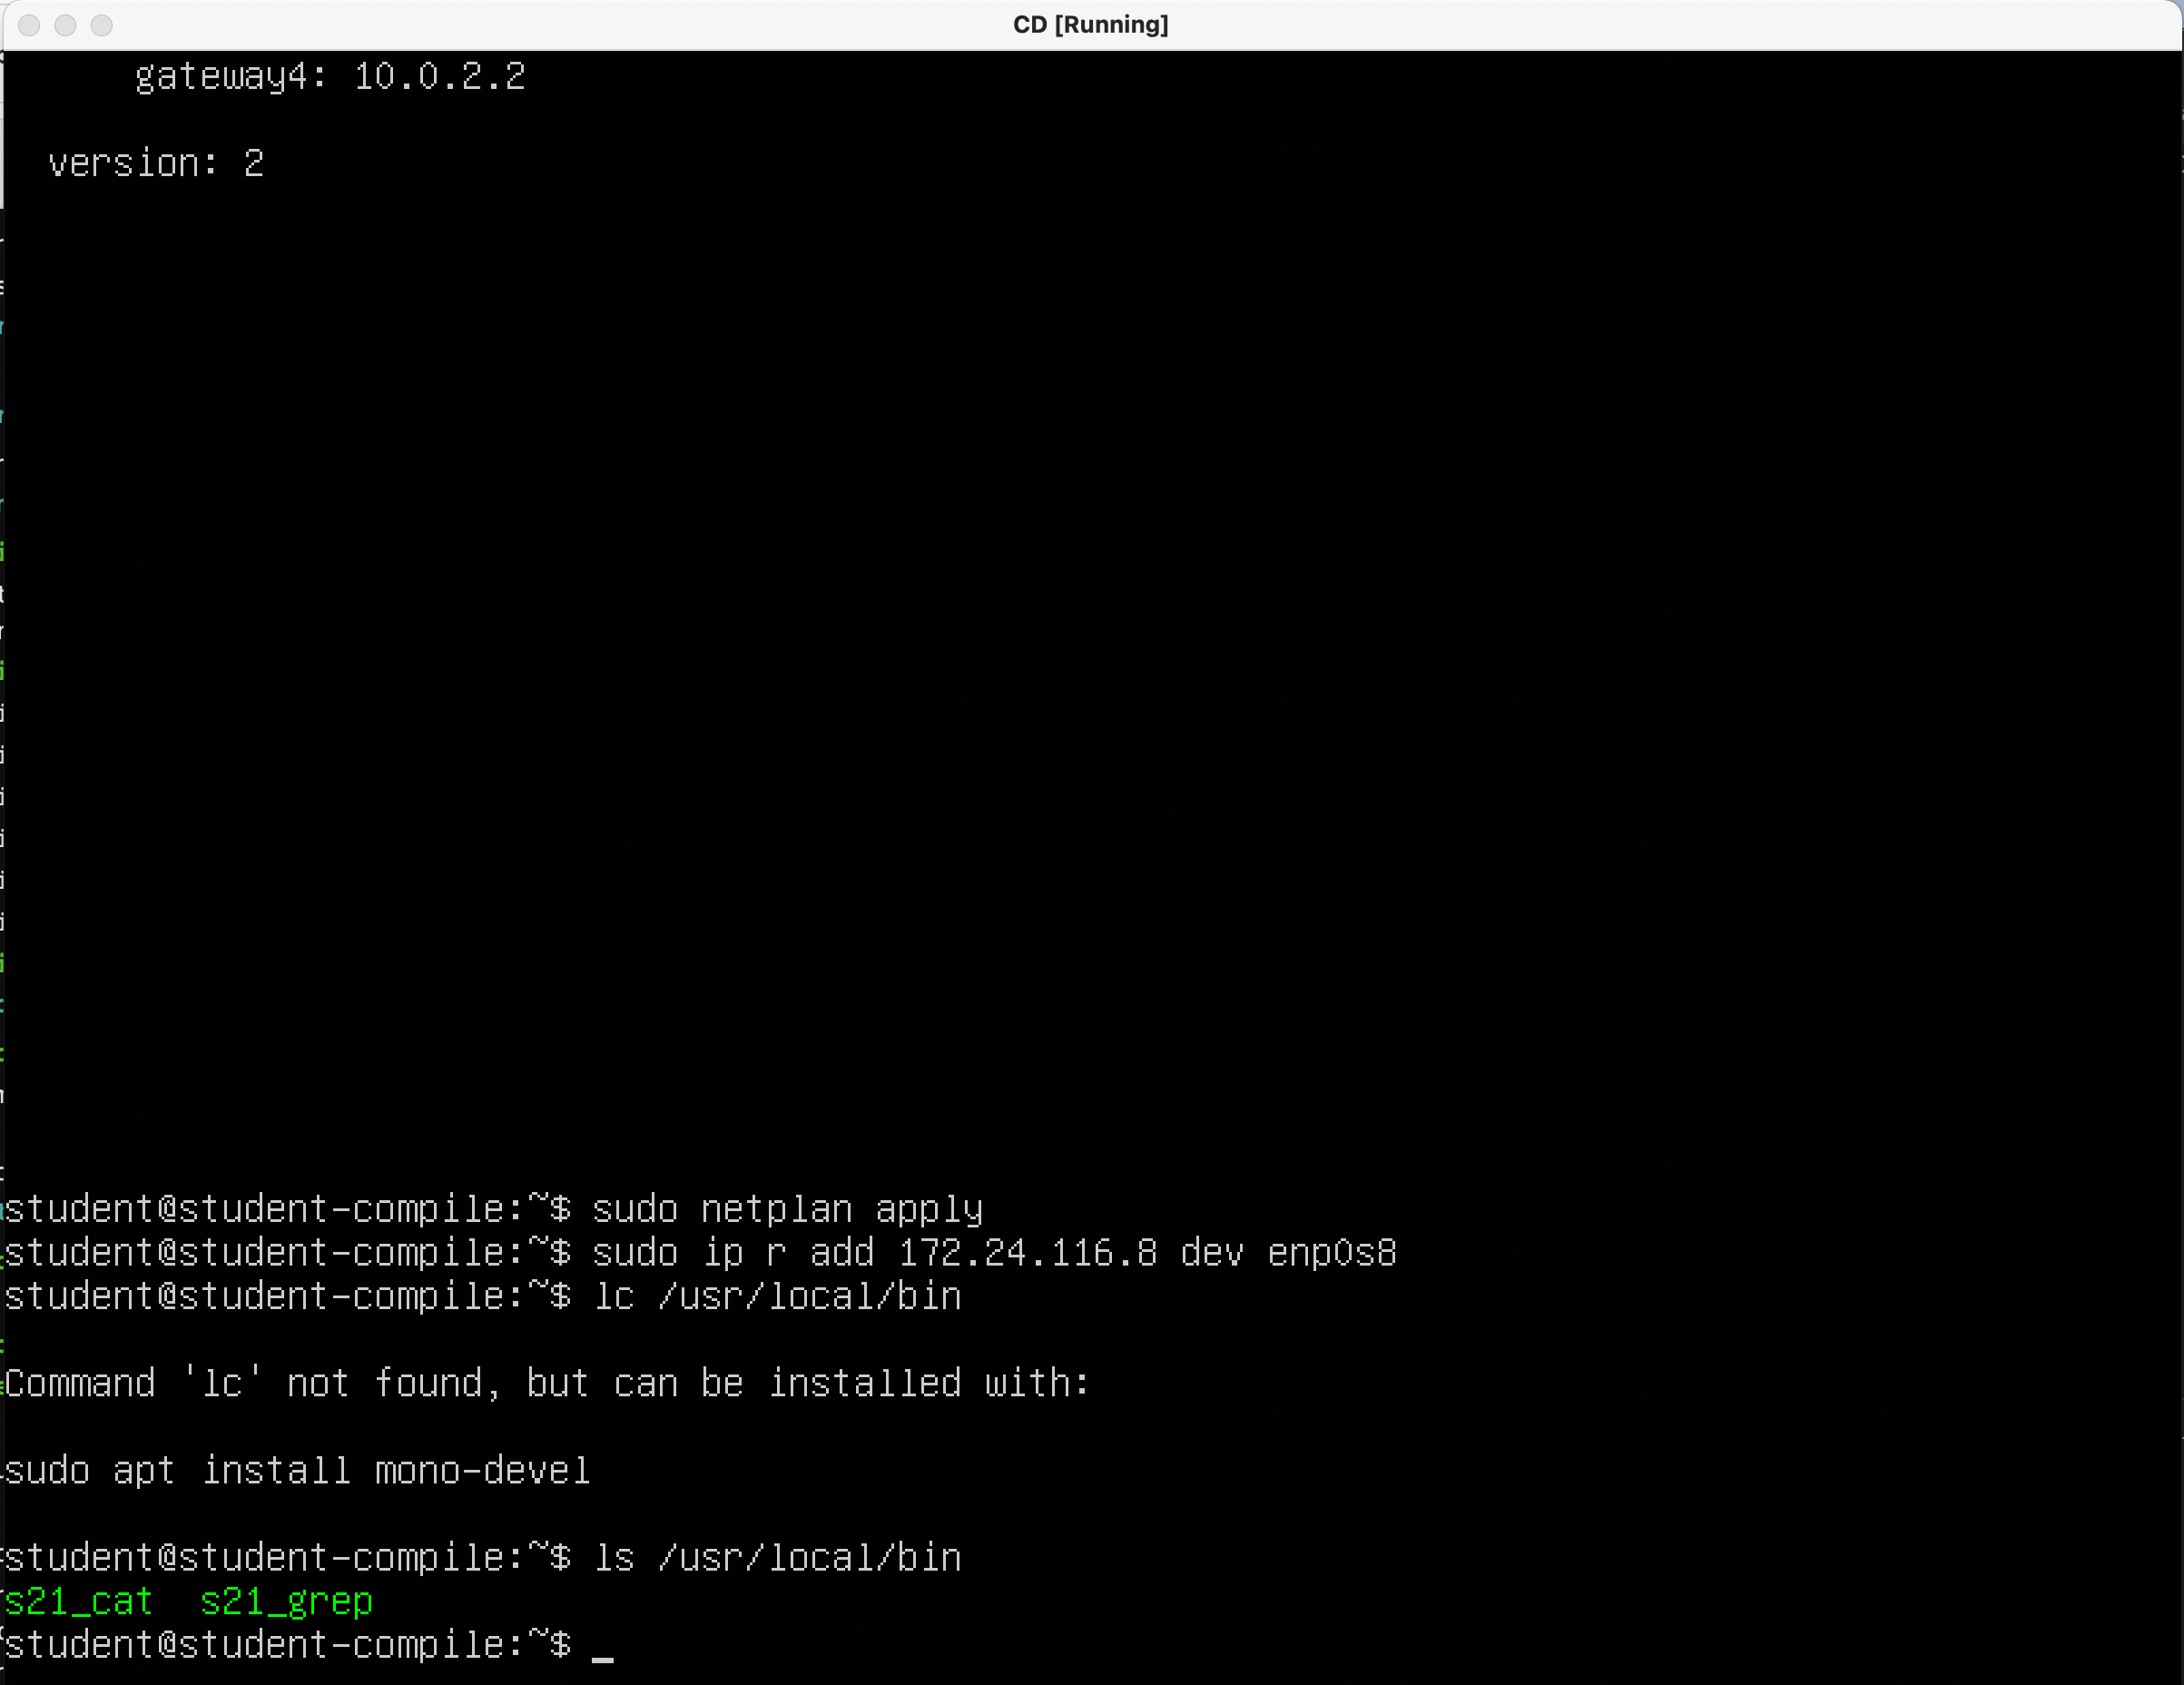 CD [Running]
gateway4: 10.0.2.2
version: 2
student@student-compile:~$ sudo netplan apply
student@student-compile:~$ sudo ip r add 172.24.116.8 dev enp0s8
student@student-compile:~$ lc /usr/local/bin
Command 'lc' not found, but can be installed with:
sudo apt install mono-devel
student@student-compile:~$ ls /usr/local/bin
s21_cat  s21_grep
student@student-compile:~$ _